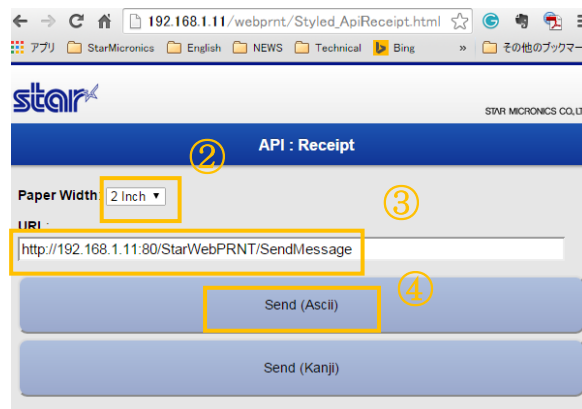 192.168.1.11/webprnt/Styled_ApiReceipt.html
アプリ StarMicronics English NEWS Technical Bing » その他のブックマー
star
STAR MICRONICS CO.,LT
API : Receipt
②
Paper Width: 2 Inch ▼
③
URL:
http://192.168.1.11:80/StarWebPRNT/SendMessage
④
Send (Ascii)
Send (Kanji)